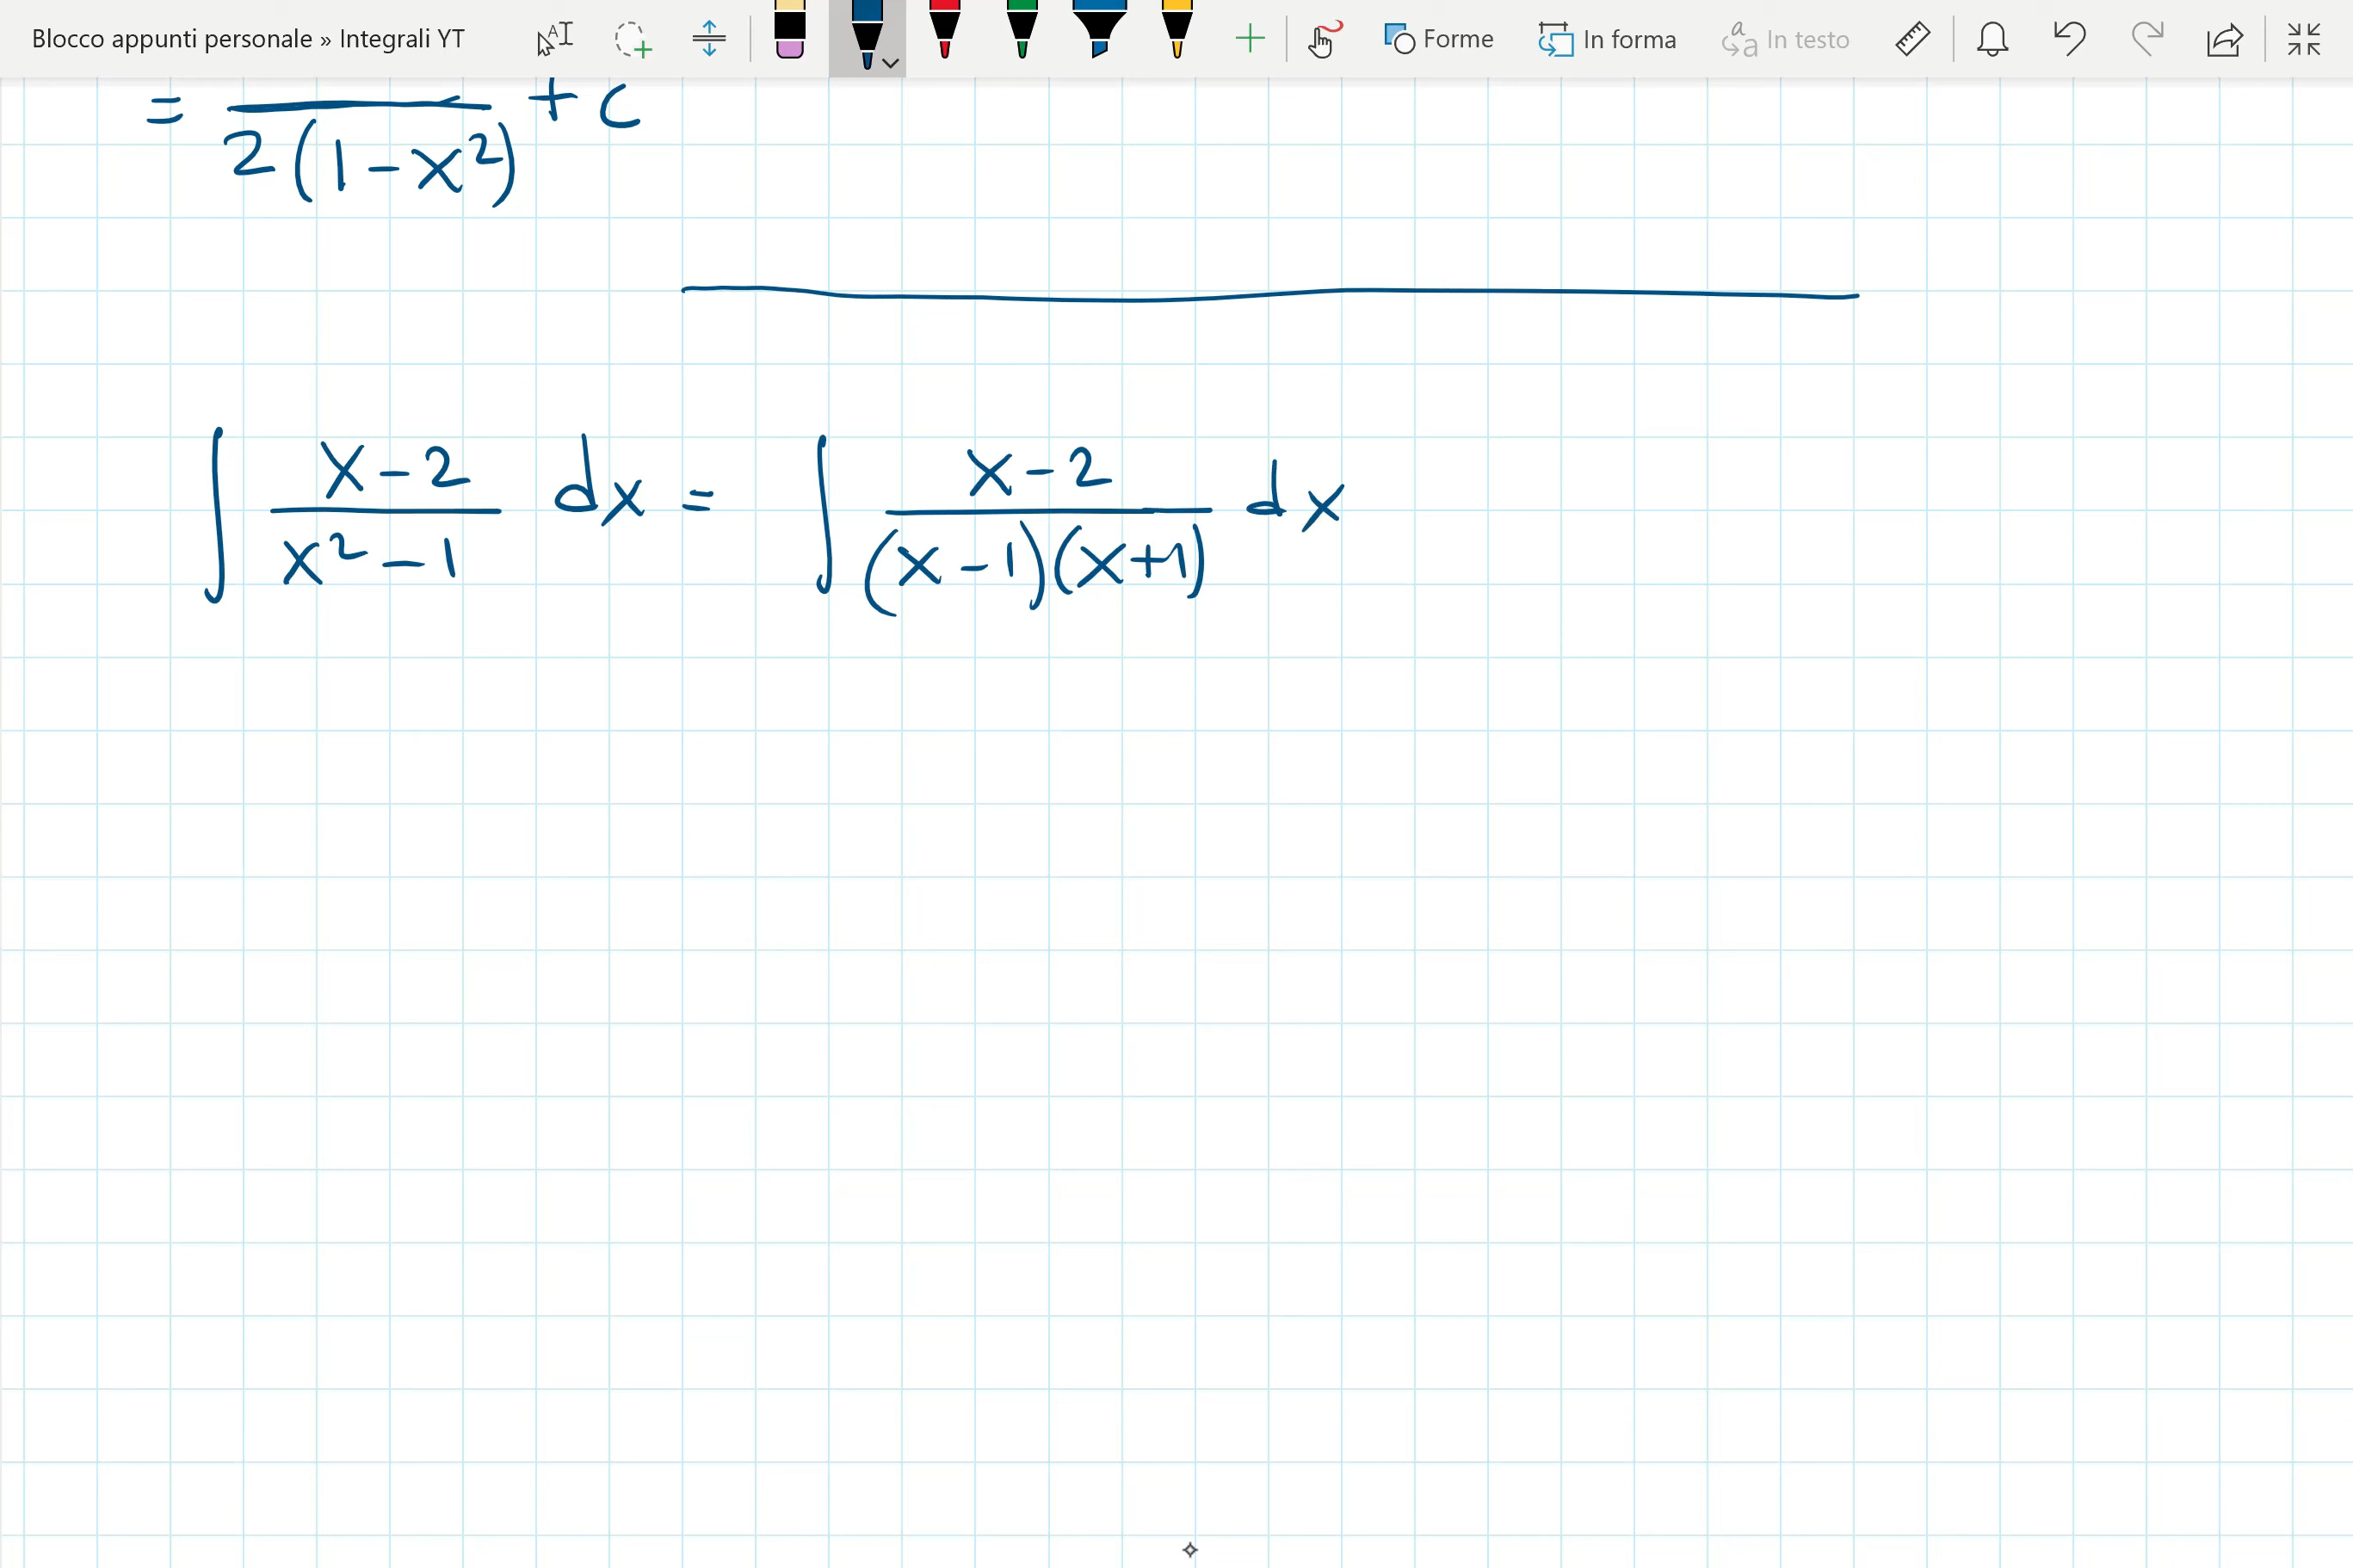 Blocco appunti personale » Integrali YT Forme In forma In testo
= ―/2(1-x²) + c
∫ x-2/x²-1 dx = ∫ x-2/(x-1)(x+1) dx